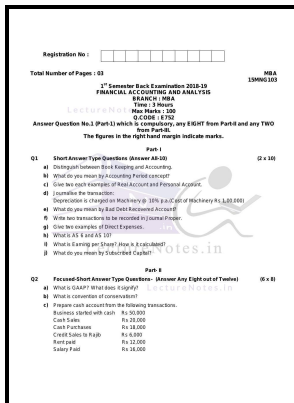 Registration No :
Total Number of Pages : 03 MBA
15MNG103
1st Semester Back Examination 2018-19
FINANCIAL ACCOUNTING AND ANALYSIS
BRANCH : MBA
Time : 3 Hours
Max Marks : 100
Q.CODE : E752
Answer Question No.1 (Part-1) which is compulsory, any EIGHT from Part-II and any TWO
from Part-III.
The figures in the right hand margin indicate marks.
Part- I
Q1 Short Answer Type Questions (Answer All-10) (2 x 10)
a) Distinguish between Book Keeping and Accounting.
b) What do you mean by Accounting Period concept?
c) Give two each examples of Real Account and Personal Account.
d) Journalise the transaction:
Depreciation is charged on Machinery @ 10% p.a.(Cost of Machinery Rs 1,00,000)
e) What do you mean by Bad Debt Recovered Account?
f) Write two transactions to be recorded in Journal Proper.
g) Give two examples of Direct Expenses.
h) What is AS 6 and AS 10?
i) What is Earning per Share? How is it calculated?
j) What do you mean by Subscribed Capital?
LectureNotes.in
Part- II
Q2 Focused-Short Answer Type Questions- (Answer Any Eight out of Twelve) (6 x 8)
a) What is GAAP? What does it signify?
LectureNotes.in
b) What is convention of conservatism?
c) Prepare cash account from the following transactions.
Business started with cash Rs 50,000
Cash Sales Rs 20,000
Cash Purchases Rs 18,000
Credit Sales to Rajib Rs 6,000
Rent paid Rs 12,000
Salary Paid Rs 16,000